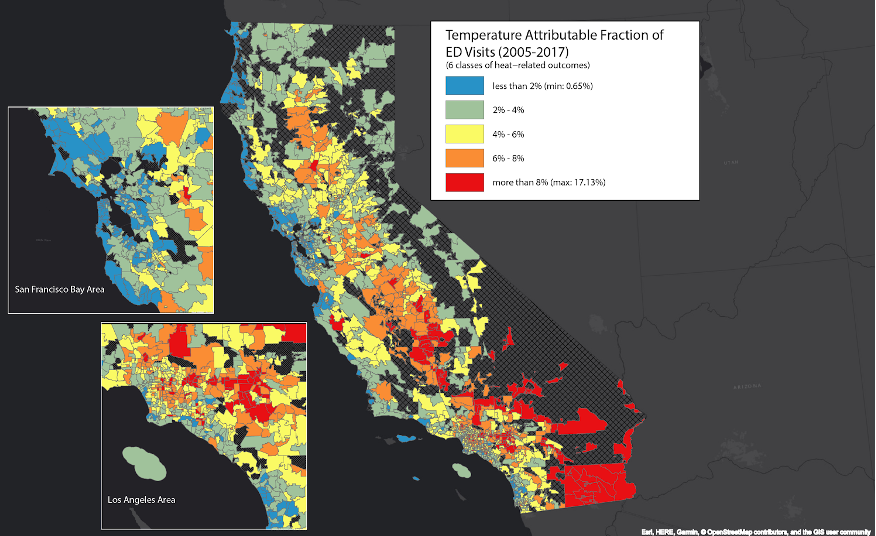 Temperature Attributable Fraction of
ED Visits (2005-2017)
(6 classes of heat-related outcomes)
less than 2% (min: 0.65%)
2% - 4%
4% - 6%
6% - 8%
more than 8% (max: 17.13%)
San Francisco Bay Area
Los Angeles Area
Esri, HERE, Garmin, © OpenStreetMap contributors, and the GIS user community